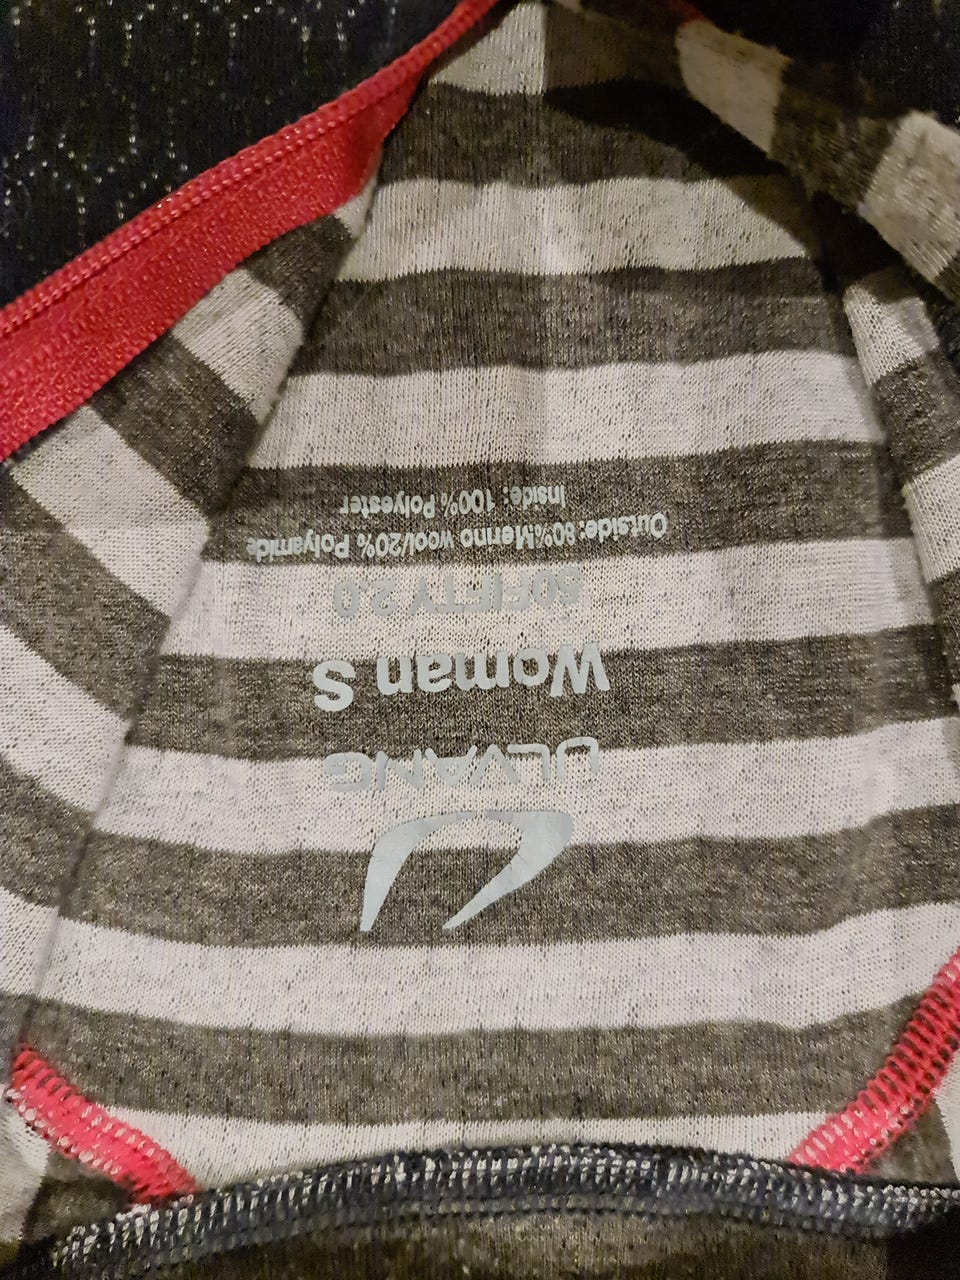 ULVANG
Woman S
50FIFTY 2.0
Outside: 80%Merino wool/20% Polyamide
Inside: 100% Polyester